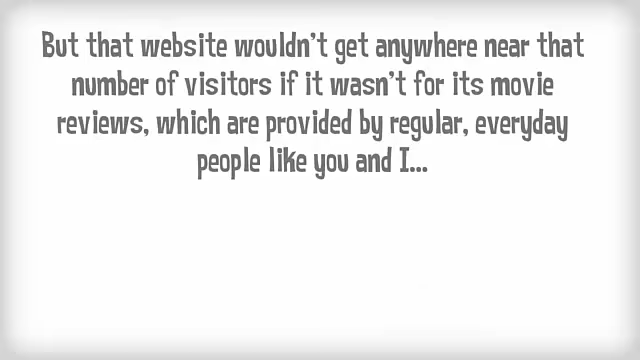 But that website wouldn't get anywhere near that
number of visitors if it wasn't for its movie
reviews, which are provided by regular, everyday
people like you and I...